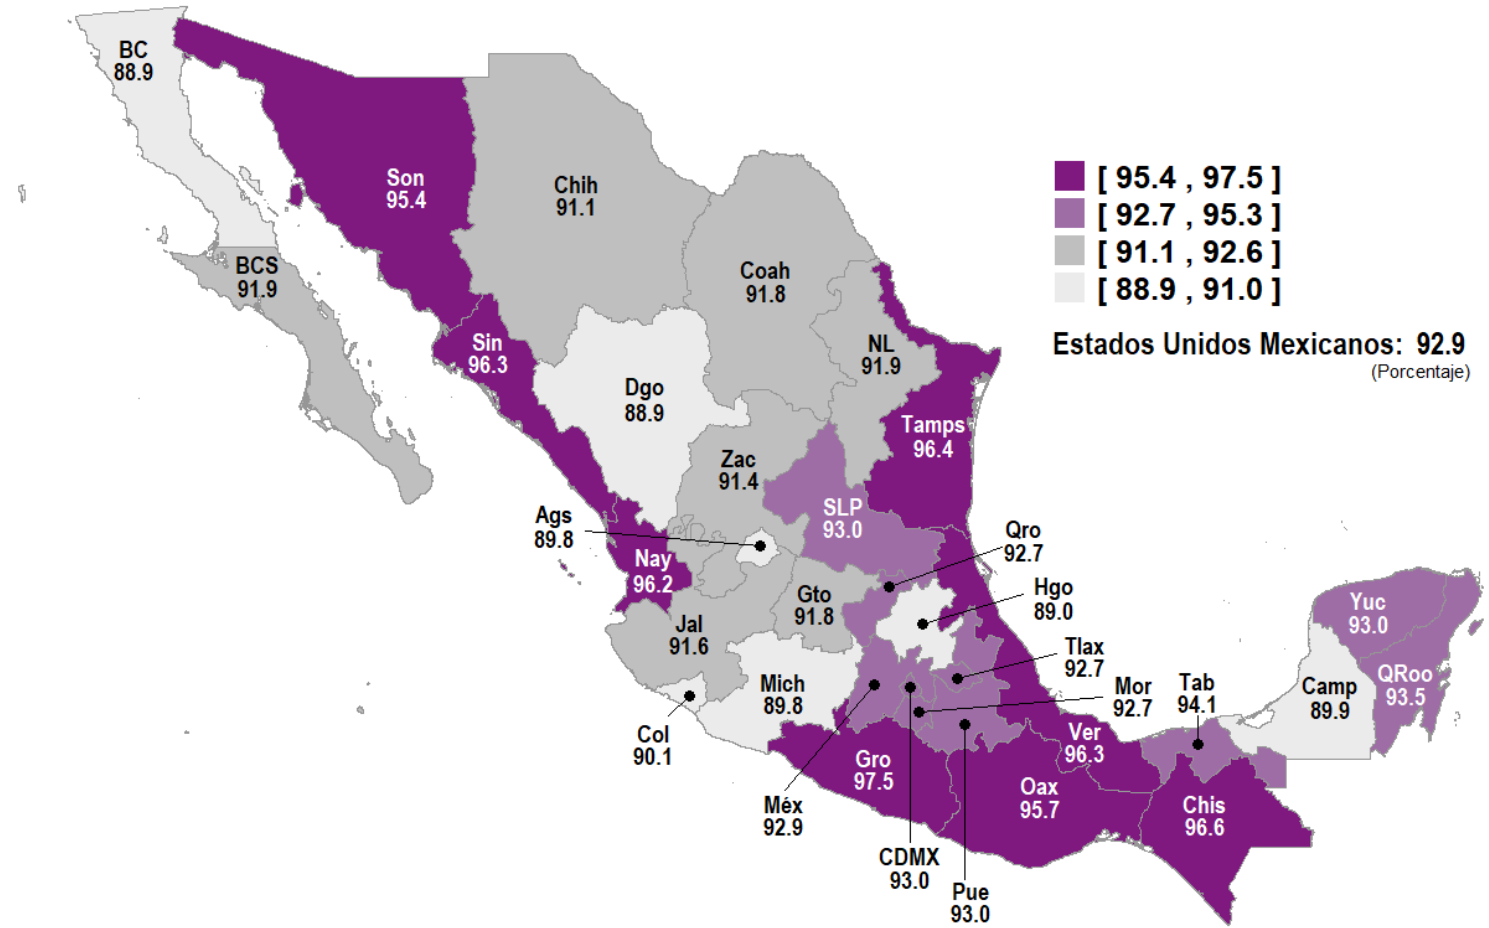 BC
88.9
Son
95.4
Chih
91.1
BCS
91.9
Coah
91.8
Sin
96.3
NL
91.9
Dgo
88.9
Tamps
96.4
Zac
91.4
SLP
93.0
Ags
89.8
Nay
96.2
Qro
92.7
Gto
91.8
Hgo
89.0
Jal
91.6
Tlax
92.7
Mich
89.8
Mor
92.7
Tab
94.1
Yuc
93.0
QRoo
93.5
Camp
89.9
Col
90.1
Ver
96.3
Gro
97.5
Oax
95.7
Chis
96.6
Méx
92.9
CDMX
93.0
Pue
93.0
[ 95.4 , 97.5 ]
[ 92.7 , 95.3 ]
[ 91.1 , 92.6 ]
[ 88.9 , 91.0 ]
Estados Unidos Mexicanos: 92.9
(Porcentaje)